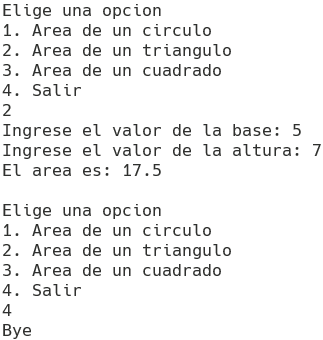 Elige una opcion
1. Area de un circulo
2. Area de un triangulo
3. Area de un cuadrado
4. Salir
2
Ingrese el valor de la base: 5
Ingrese el valor de la altura: 7
El area es: 17.5
Elige una opcion
1. Area de un circulo
2. Area de un triangulo
3. Area de un cuadrado
4. Salir
4
Bye